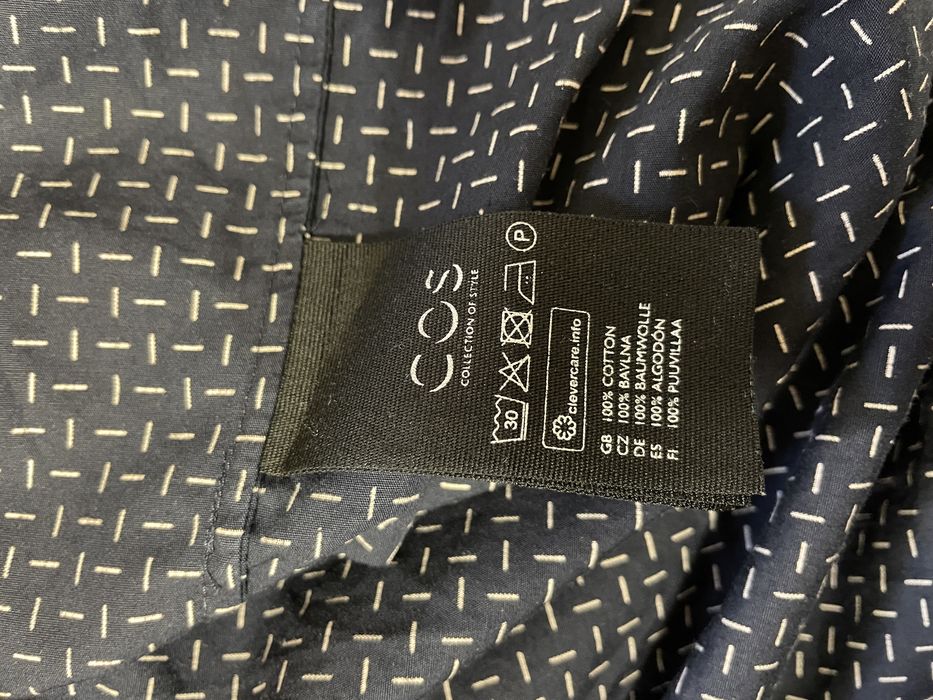 COS
COLLECTION OF STYLE
30
P
clevercare.info
GB 100% COTTON
CZ 100% BAVLNA
DE 100% BAUMWOLLE
ES 100% ALGODÓN
FI 100% PUUVILLAA